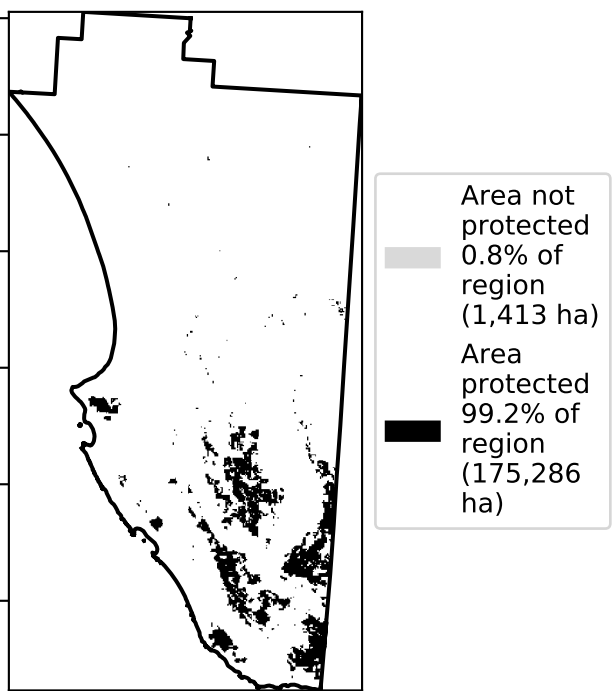 Area not
protected
0.8% of
region
(1,413 ha)
Area
protected
99.2% of
region
(175,286
ha)